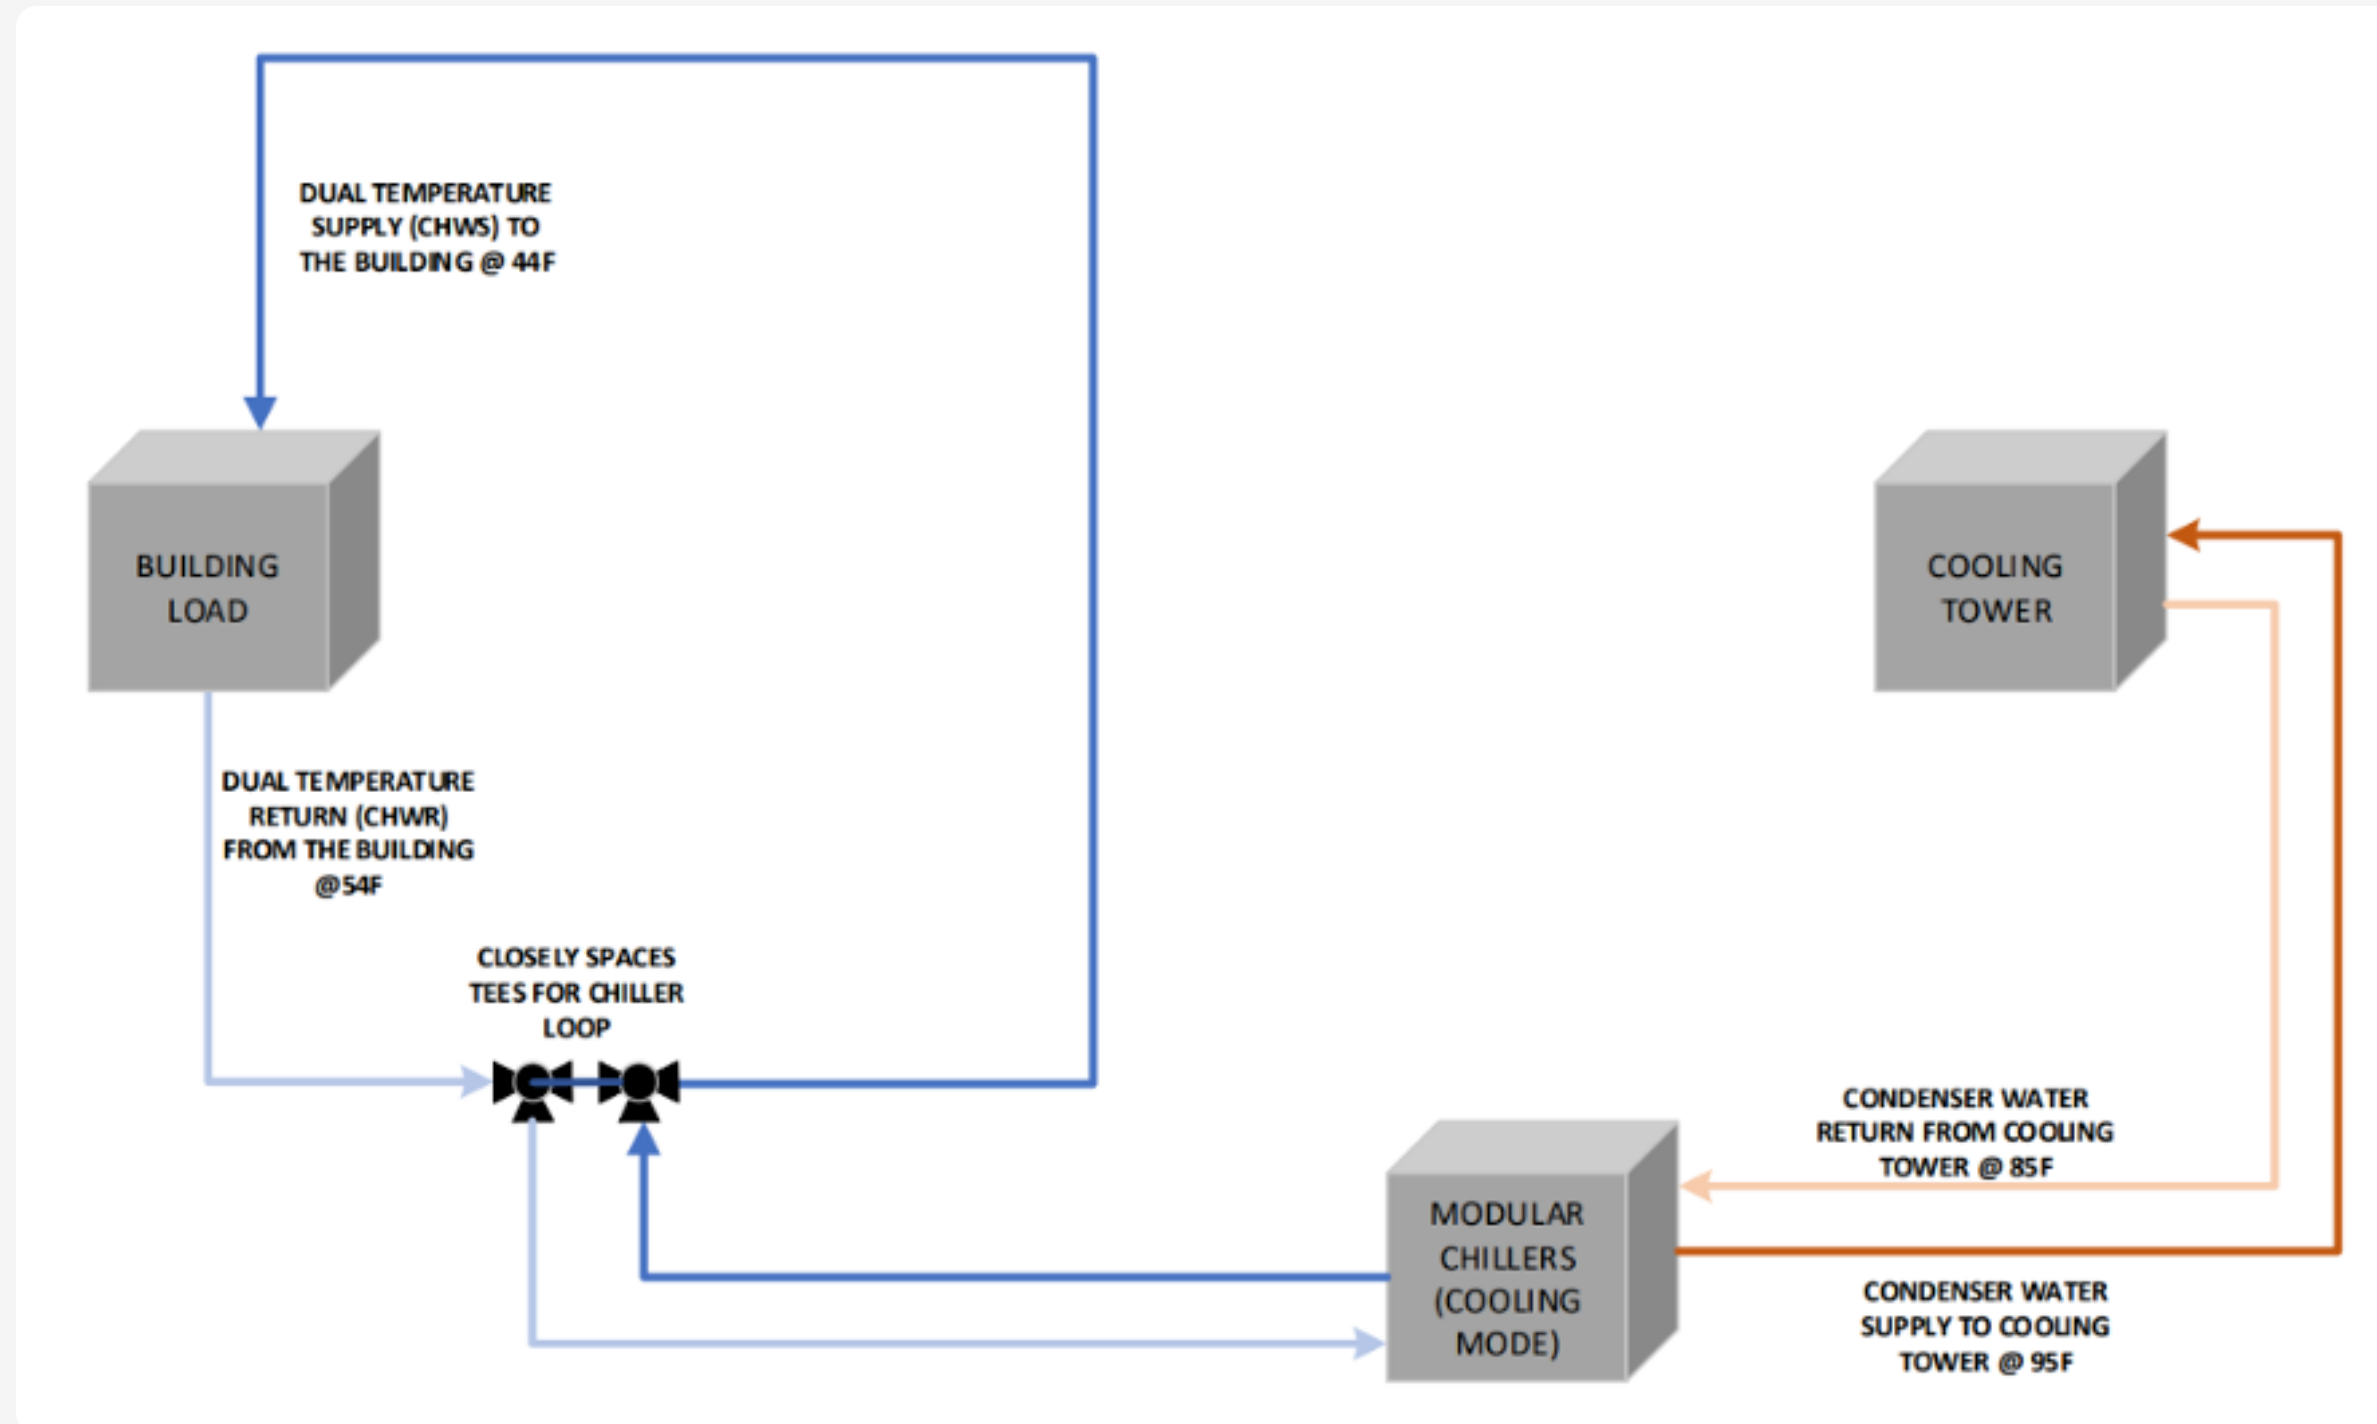 DUAL TEMPERATURE
SUPPLY (CHWS) TO
THE BUILDING @ 44F
BUILDING
LOAD
COOLING
TOWER
DUAL TEMPERATURE
RETURN (CHWR)
FROM THE BUILDING
@54F
CLOSELY SPACES
TEES FOR CHILLER
LOOP
CONDENSER WATER
RETURN FROM COOLING
TOWER @ 85F
MODULAR
CHILLERS
(COOLING
MODE)
CONDENSER WATER
SUPPLY TO COOLING
TOWER @ 95F